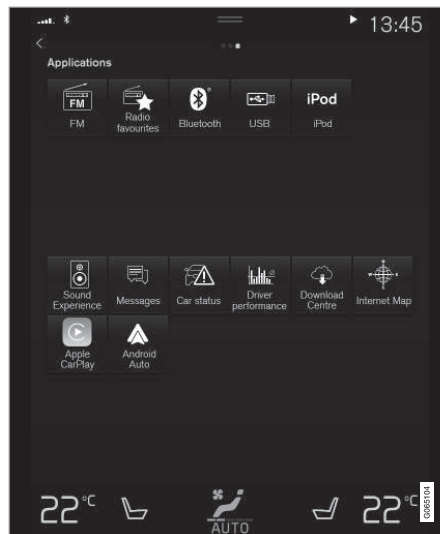 13:45
Applications
FM
iPod
FM
Radio
favourites
Bluetooth
USB
iPod
Sound
Experience
Messages
Car status
Driver
performance
Download
Centre
Internet Map
Apple
CarPlay
Android
Auto
22°C
AUTO
22°C
G065104